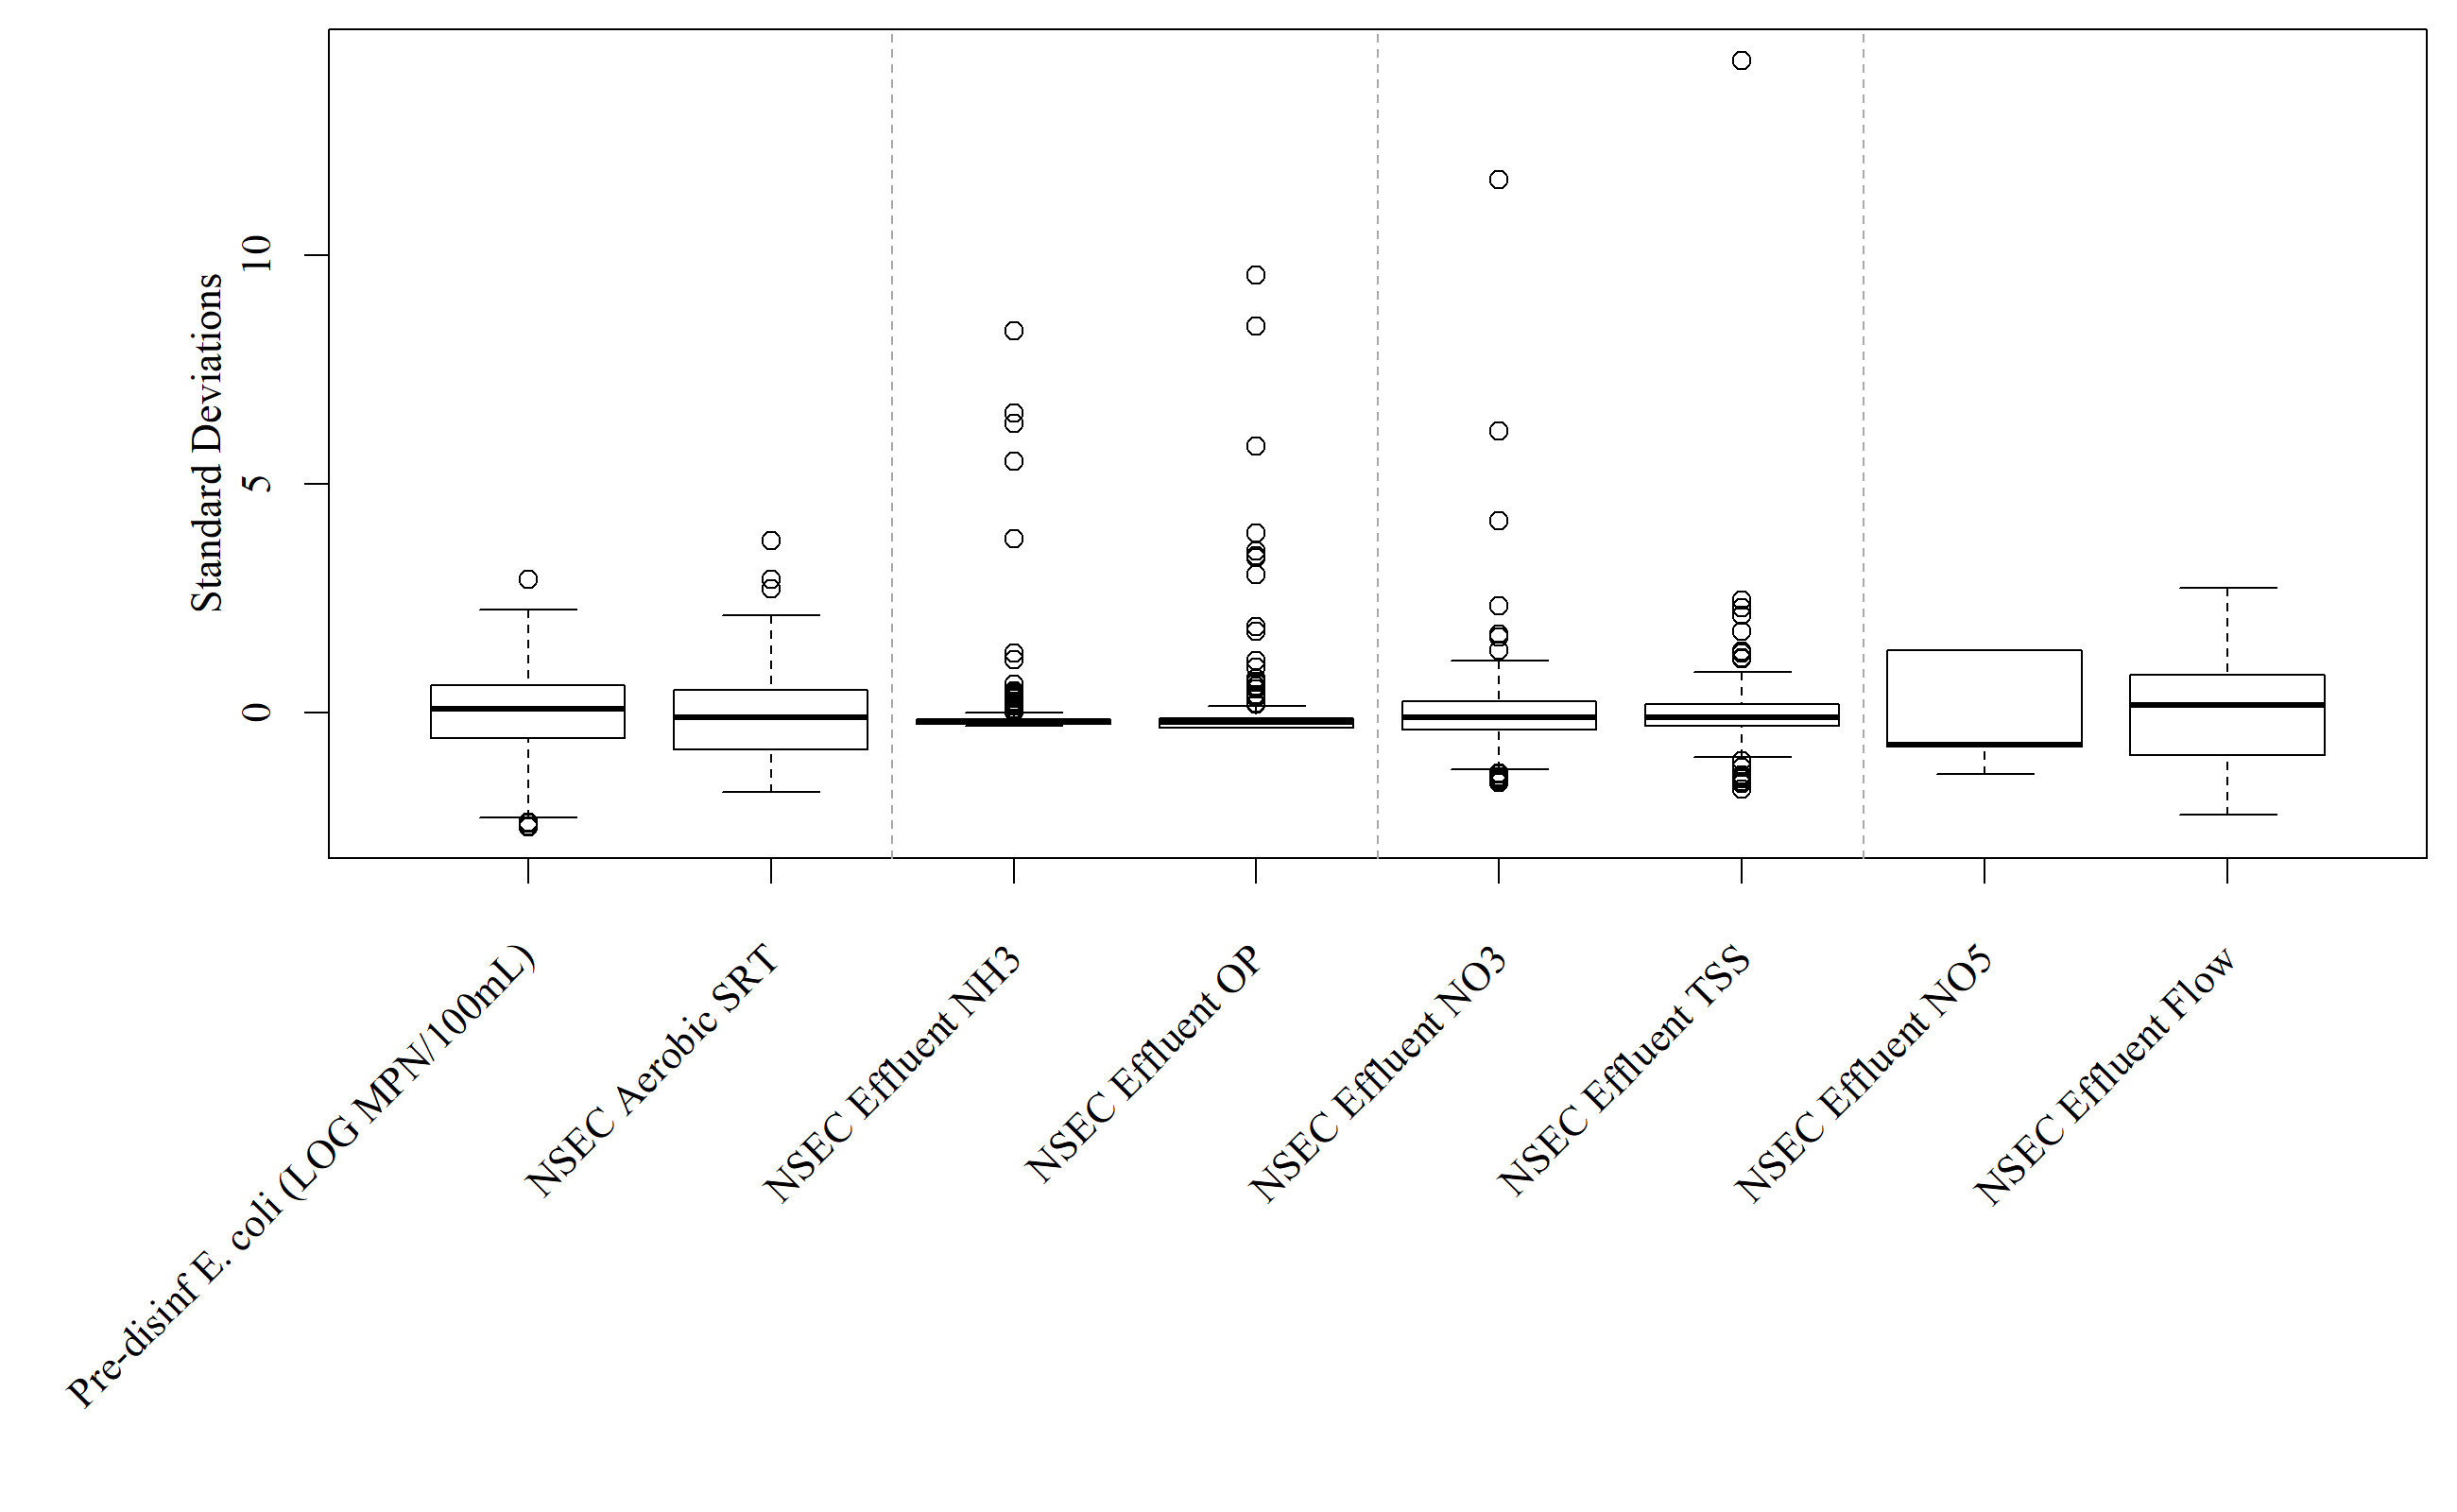 Standard Deviations
10
5
0
Pre-disinf E. coli (LOG MPN/100mL)
NSEC Aerobic SRT
NSEC Effluent NH3
NSEC Effluent OP
NSEC Effluent NO3
NSEC Effluent TSS
NSEC Effluent NO5
NSEC Effluent Flow